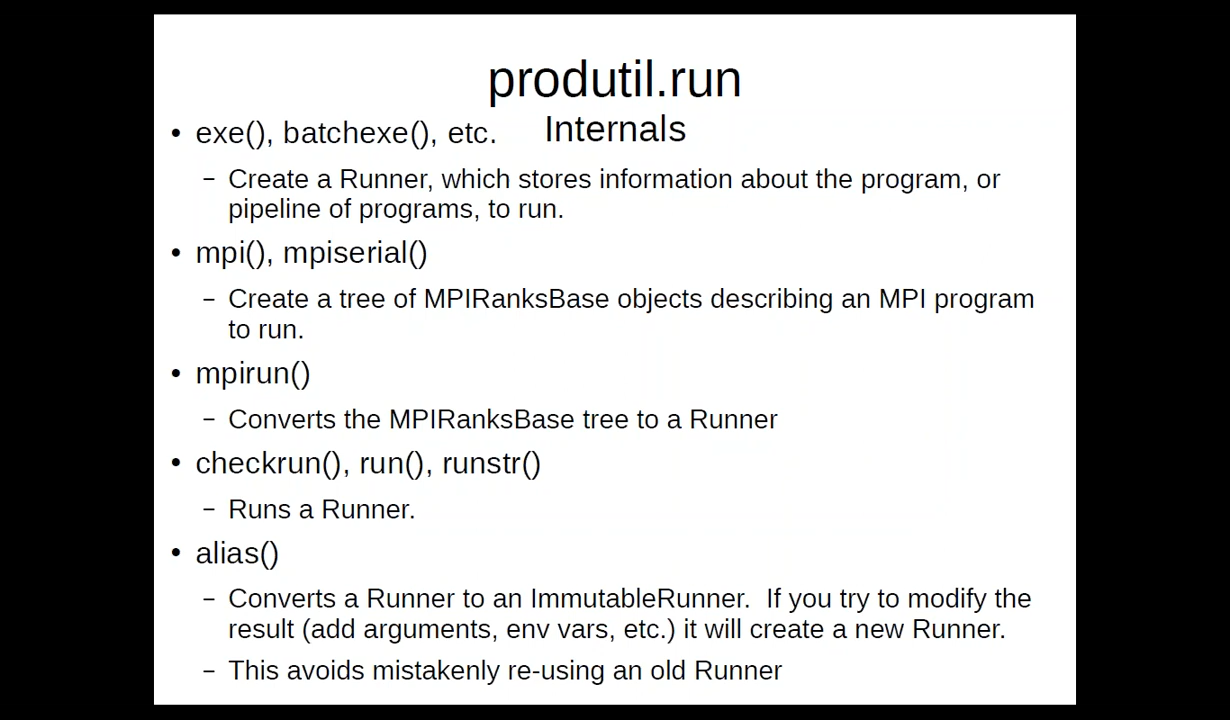 produtil.run
Internals
• exe(), batchexe(), etc.
– Create a Runner, which stores information about the program, or
pipeline of programs, to run.
• mpi(), mpiserial()
– Create a tree of MPIRanksBase objects describing an MPI program
to run.
• mpirun()
– Converts the MPIRanksBase tree to a Runner
• checkrun(), run(), runstr()
– Runs a Runner.
• alias()
– Converts a Runner to an ImmutableRunner.  If you try to modify the
result (add arguments, env vars, etc.) it will create a new Runner.
– This avoids mistakenly re-using an old Runner